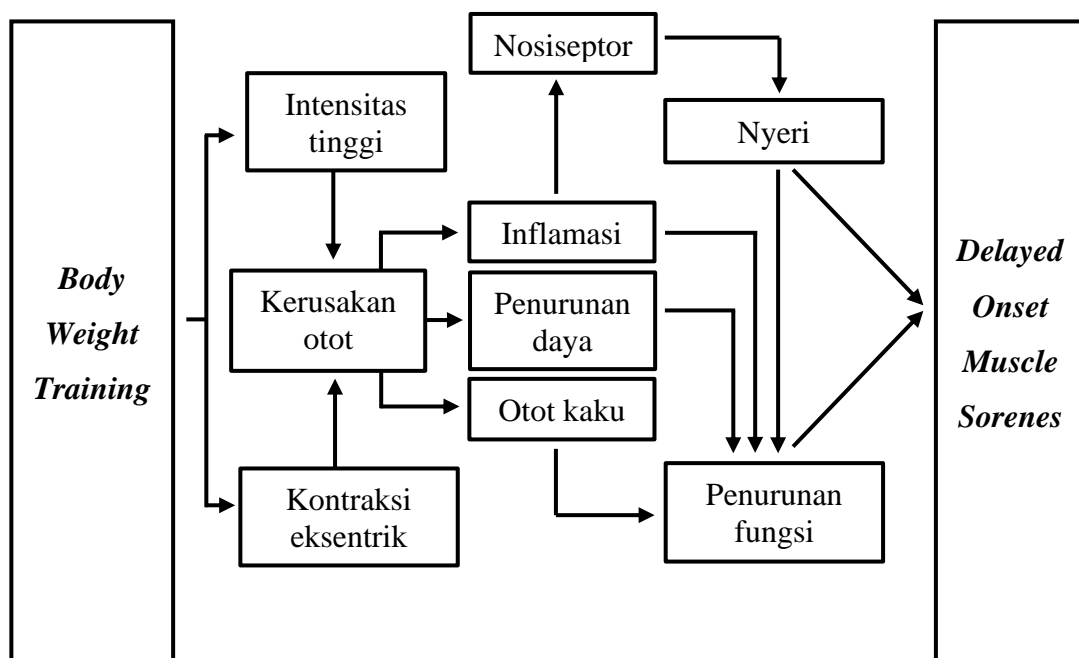 Body
Weight
Training
Intensitas
tinggi
Kerusakan
otot
Kontraksi
eksentrik
Nosiseptor
Inflamasi
Penurunan
daya
Otot kaku
Nyeri
Penurunan
fungsi
Delayed
Onset
Muscle
Sorenes